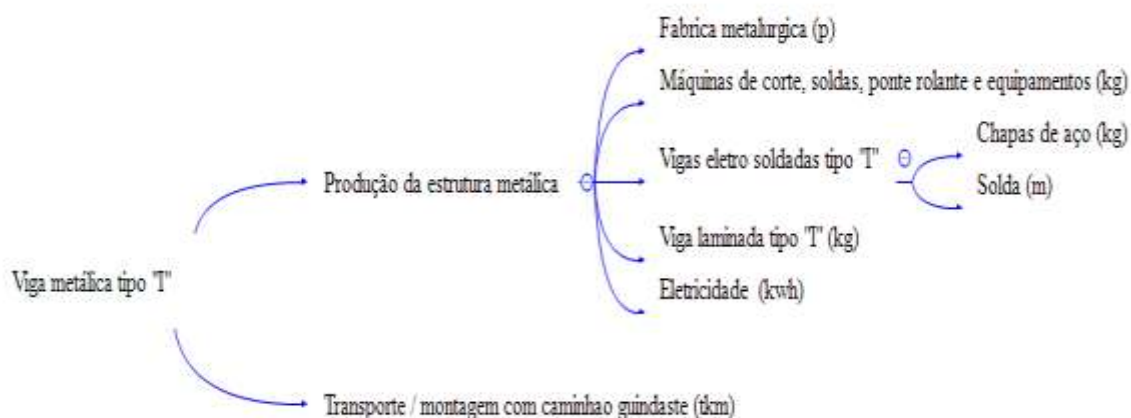 Fabrica metalurgica (p)
Máquinas de corte, soldas, ponte rolante e equipamentos (kg)
Chapas de aço (kg)
Vigas eletro soldadas tipo "I"
Solda (m)
Produção da estrutura metálica
Viga laminada tipo "I" (kg)
Viga metálica tipo "I"
Eletricidade (kwh)
Transporte / montagem com caminhao guindaste (tkm)